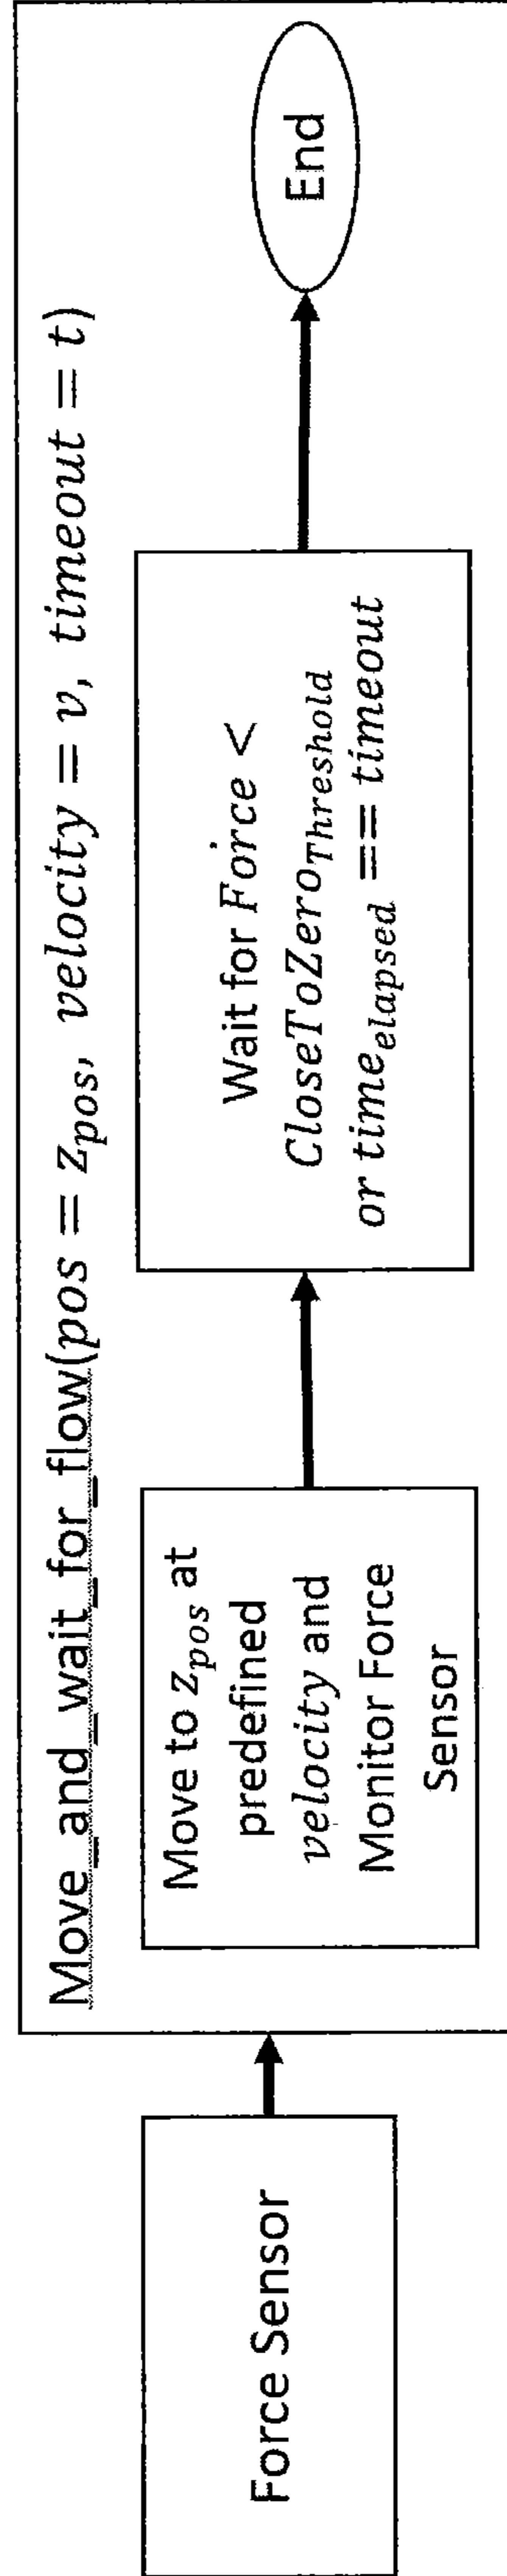 Move_and_wait_for_flow(pos = z_pos, velocity = v, timeout = t)
Force Sensor
Move to z_pos at
predefined
velocity and
Monitor Force
Sensor
Wait for Force <
CloseToZero_Threshold
or time_elapsed == timeout
End